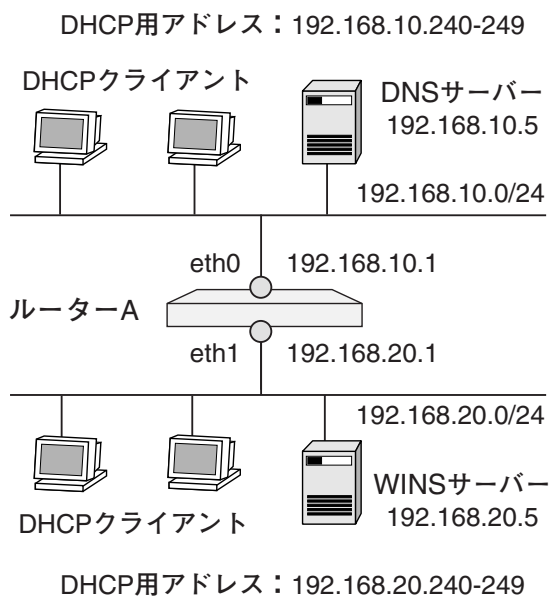 DHCP用アドレス：192.168.10.240-249
DHCPクライアント
DNSサーバー
192.168.10.5
192.168.10.0/24
eth0
192.168.10.1
ルーターA
eth1
192.168.20.1
192.168.20.0/24
WINSサーバー
192.168.20.5
DHCPクライアント
DHCP用アドレス：192.168.20.240-249